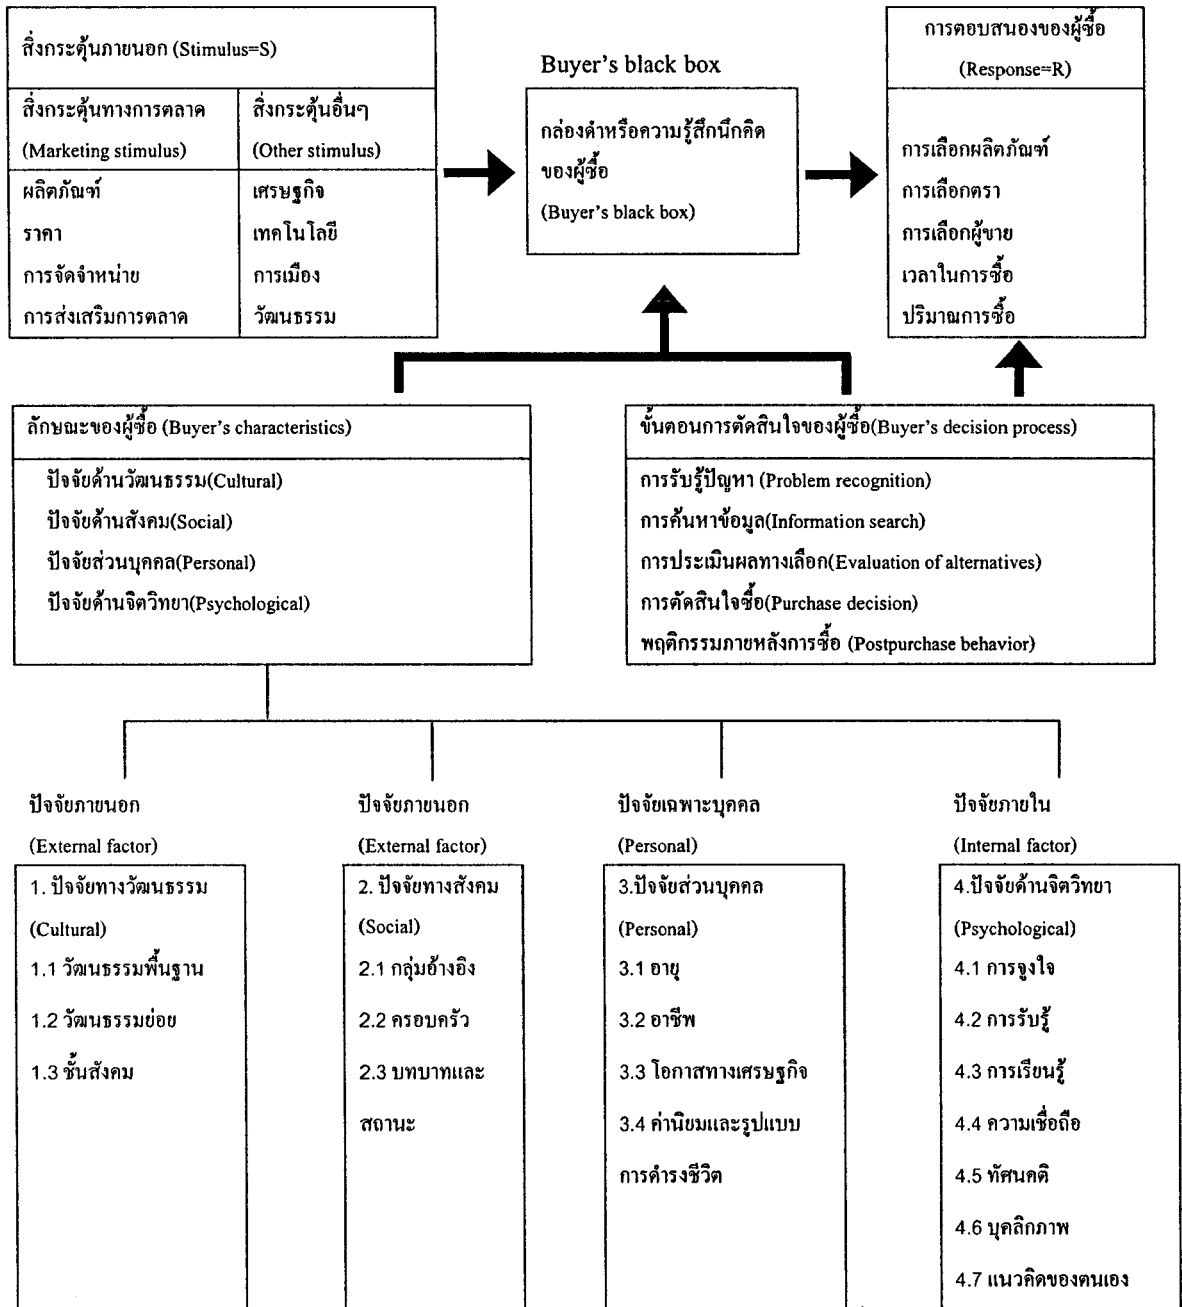 สิ่งกระตุ้นภายนอก (Stimulus=S)
สิ่งกระตุ้นทางการตลาด
(Marketing stimulus)
สิ่งกระตุ้นอื่นๆ
(Other stimulus)
ผลิตภัณฑ์
ราคา
การจัดจำหน่าย
การส่งเสริมการตลาด
เศรษฐกิจ
เทคโนโลยี
การเมือง
วัฒนธรรม
Buyer's black box
กล่องดำหรือความรู้สึกนึกคิด
ของผู้ซื้อ
(Buyer's black box)
การตอบสนองของผู้ซื้อ
(Response=R)
การเลือกผลิตภัณฑ์
การเลือกตรา
การเลือกผู้ขาย
เวลาในการซื้อ
ปริมาณการซื้อ
ลักษณะของผู้ซื้อ (Buyer's characteristics)
ปัจจัยด้านวัฒนธรรม(Cultural)
ปัจจัยด้านสังคม(Social)
ปัจจัยส่วนบุคคล(Personal)
ปัจจัยด้านจิตวิทยา(Psychological)
ขั้นตอนการตัดสินใจของผู้ซื้อ(Buyer's decision process)
การรับรู้ปัญหา (Problem recognition)
การค้นหาข้อมูล(Information search)
การประเมินผลทางเลือก(Evaluation of alternatives)
การตัดสินใจซื้อ(Purchase decision)
พฤติกรรมภายหลังการซื้อ (Postpurchase behavior)
ปัจจัยภายนอก
(External factor)
1. ปัจจัยทางวัฒนธรรม
(Cultural)
1.1 วัฒนธรรมพื้นฐาน
1.2 วัฒนธรรมย่อย
1.3 ชั้นสังคม
ปัจจัยภายนอก
(External factor)
2. ปัจจัยทางสังคม
(Social)
2.1 กลุ่มอ้างอิง
2.2 ครอบครัว
2.3 บทบาทและ
สถานะ
ปัจจัยเฉพาะบุคคล
(Personal)
3.ปัจจัยส่วนบุคคล
(Personal)
3.1 อายุ
3.2 อาชีพ
3.3 โอกาสทางเศรษฐกิจ
3.4 ค่านิยมและรูปแบบ
การดำรงชีวิต
ปัจจัยภายใน
(Internal factor)
4.ปัจจัยด้านจิตวิทยา
(Psychological)
4.1 การจูงใจ
4.2 การรับรู้
4.3 การเรียนรู้
4.4 ความเชื่อถือ
4.5 ทัศนคติ
4.6 บุคลิกภาพ
4.7 แนวคิดของตนเอง